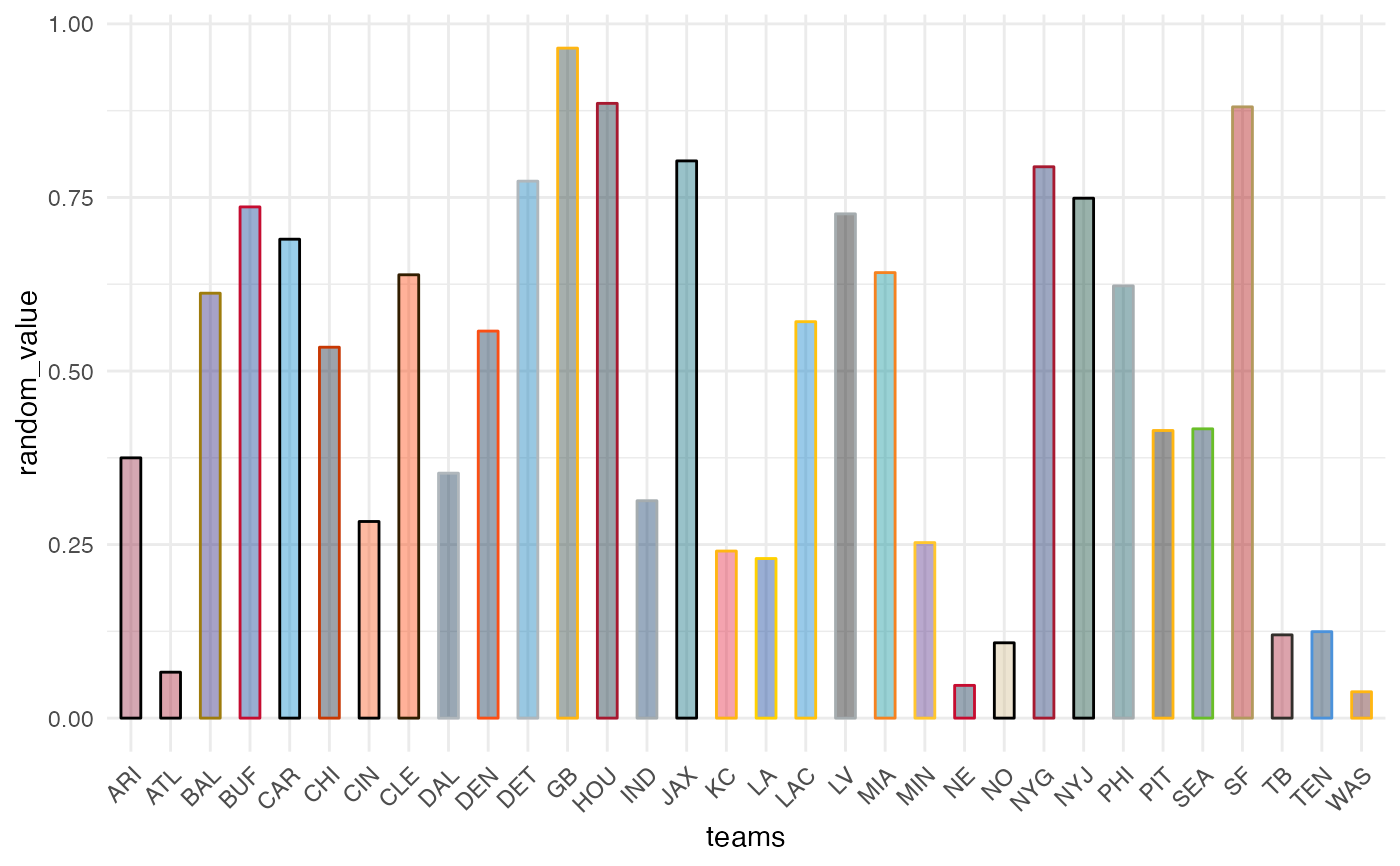 1.00
0.75
0.50
0.25
0.00
random_value
ARI ATL BAL BUF CAR CHI CIN CLE DAL DEN DET GB HOU IND JAX KC LA LAC LV MIA MIN NE NO NYG NYJ PHI PIT SEA SF TB TEN WAS
teams